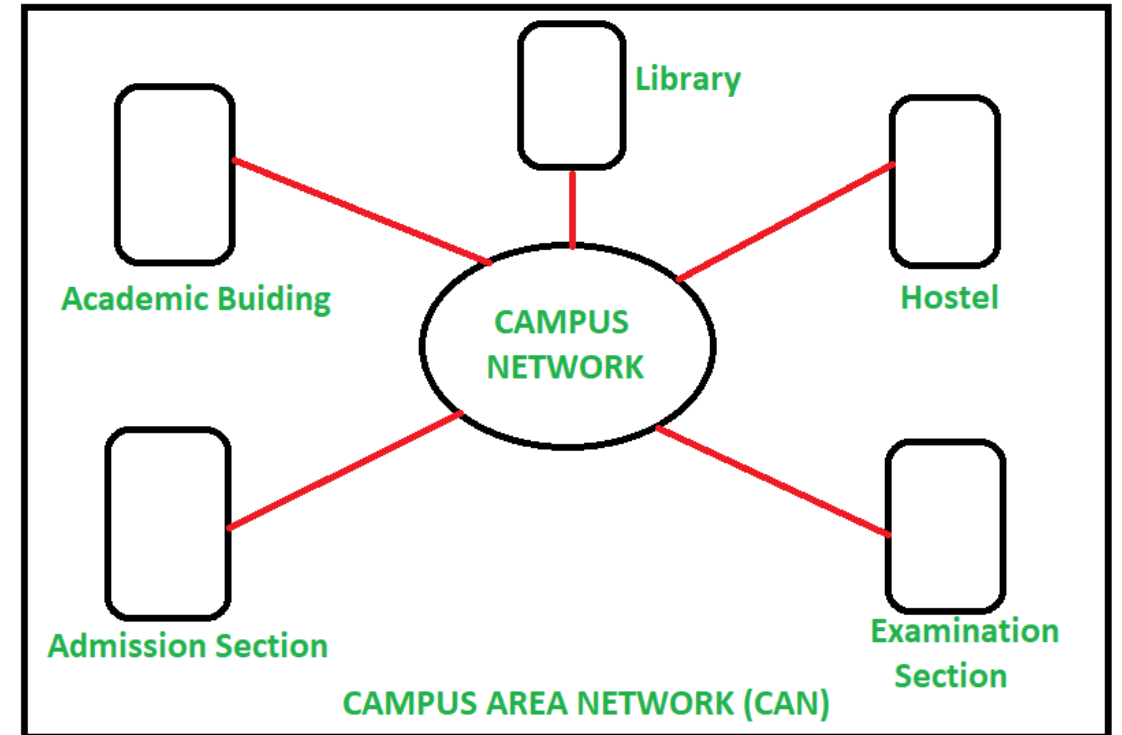 Library
Academic Buiding
Hostel
CAMPUS
NETWORK
Admission Section
Examination
Section
CAMPUS AREA NETWORK (CAN)